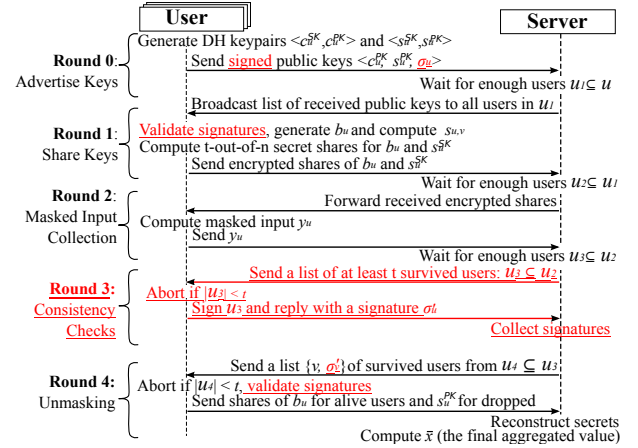 User
Server
Generate DH keypairs <c_u^SK, c_u^PK> and <s_u^SK, s_u^PK>
Round 0:
Advertise Keys
Send signed public keys <c_u^PK, s_u^PK, σ_u>
Wait for enough users u_1 ⊆ u
Broadcast list of received public keys to all users in u_1
Round 1:
Share Keys
Validate signatures, generate b_u and compute s_u,v
Compute t-out-of-n secret shares for b_u and s_u^SK
Send encrypted shares of b_u and s_u^SK
Wait for enough users u_2 ⊆ u_1
Round 2:
Masked Input
Collection
Forward received encrypted shares
Compute masked input y_u
Send y_u
Wait for enough users u_3 ⊆ u_2
Round 3:
Consistency
Checks
Send a list of at least t survived users: u_3 ⊆ u_2
Abort if |u_3| < t
Sign u_3 and reply with a signature σ'_u
Collect signatures
Round 4:
Unmasking
Send a list {v, σ'_v} of survived users from u_4 ⊆ u_3
Abort if |u_4| < t, validate signatures
Send shares of b_u for alive users and s_u^PK for dropped
Reconstruct secrets
Compute x̄ (the final aggregated value)